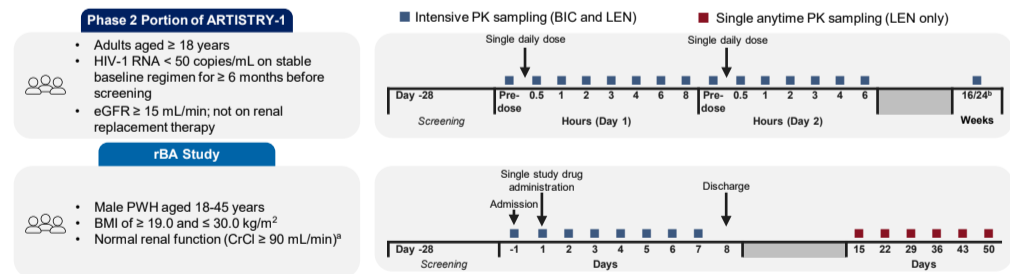 Phase 2 Portion of ARTISTRY-1
• Adults aged ≥ 18 years
• HIV-1 RNA < 50 copies/mL on stable
baseline regimen for ≥ 6 months before
screening
• eGFR ≥ 15 mL/min; not on renal
replacement therapy
Intensive PK sampling (BIC and LEN)
Single anytime PK sampling (LEN only)
Single daily dose
Single daily dose
Day -28
Pre-dose 0.5 1 2 3 4 6 8
Pre-dose 0.5 1 2 3 4 6
16/24ᵇ
Screening
Hours (Day 1)
Hours (Day 2)
Weeks
rBA Study
• Male PWH aged 18-45 years
• BMI of ≥ 19.0 and ≤ 30.0 kg/m²
• Normal renal function (CrCl ≥ 90 mL/min)ᵃ
Single study drug
administration
Admission
Discharge
Day -28
-1 1 2 3 4 5 6 7 8
15 22 29 36 43 50
Screening
Days
Days